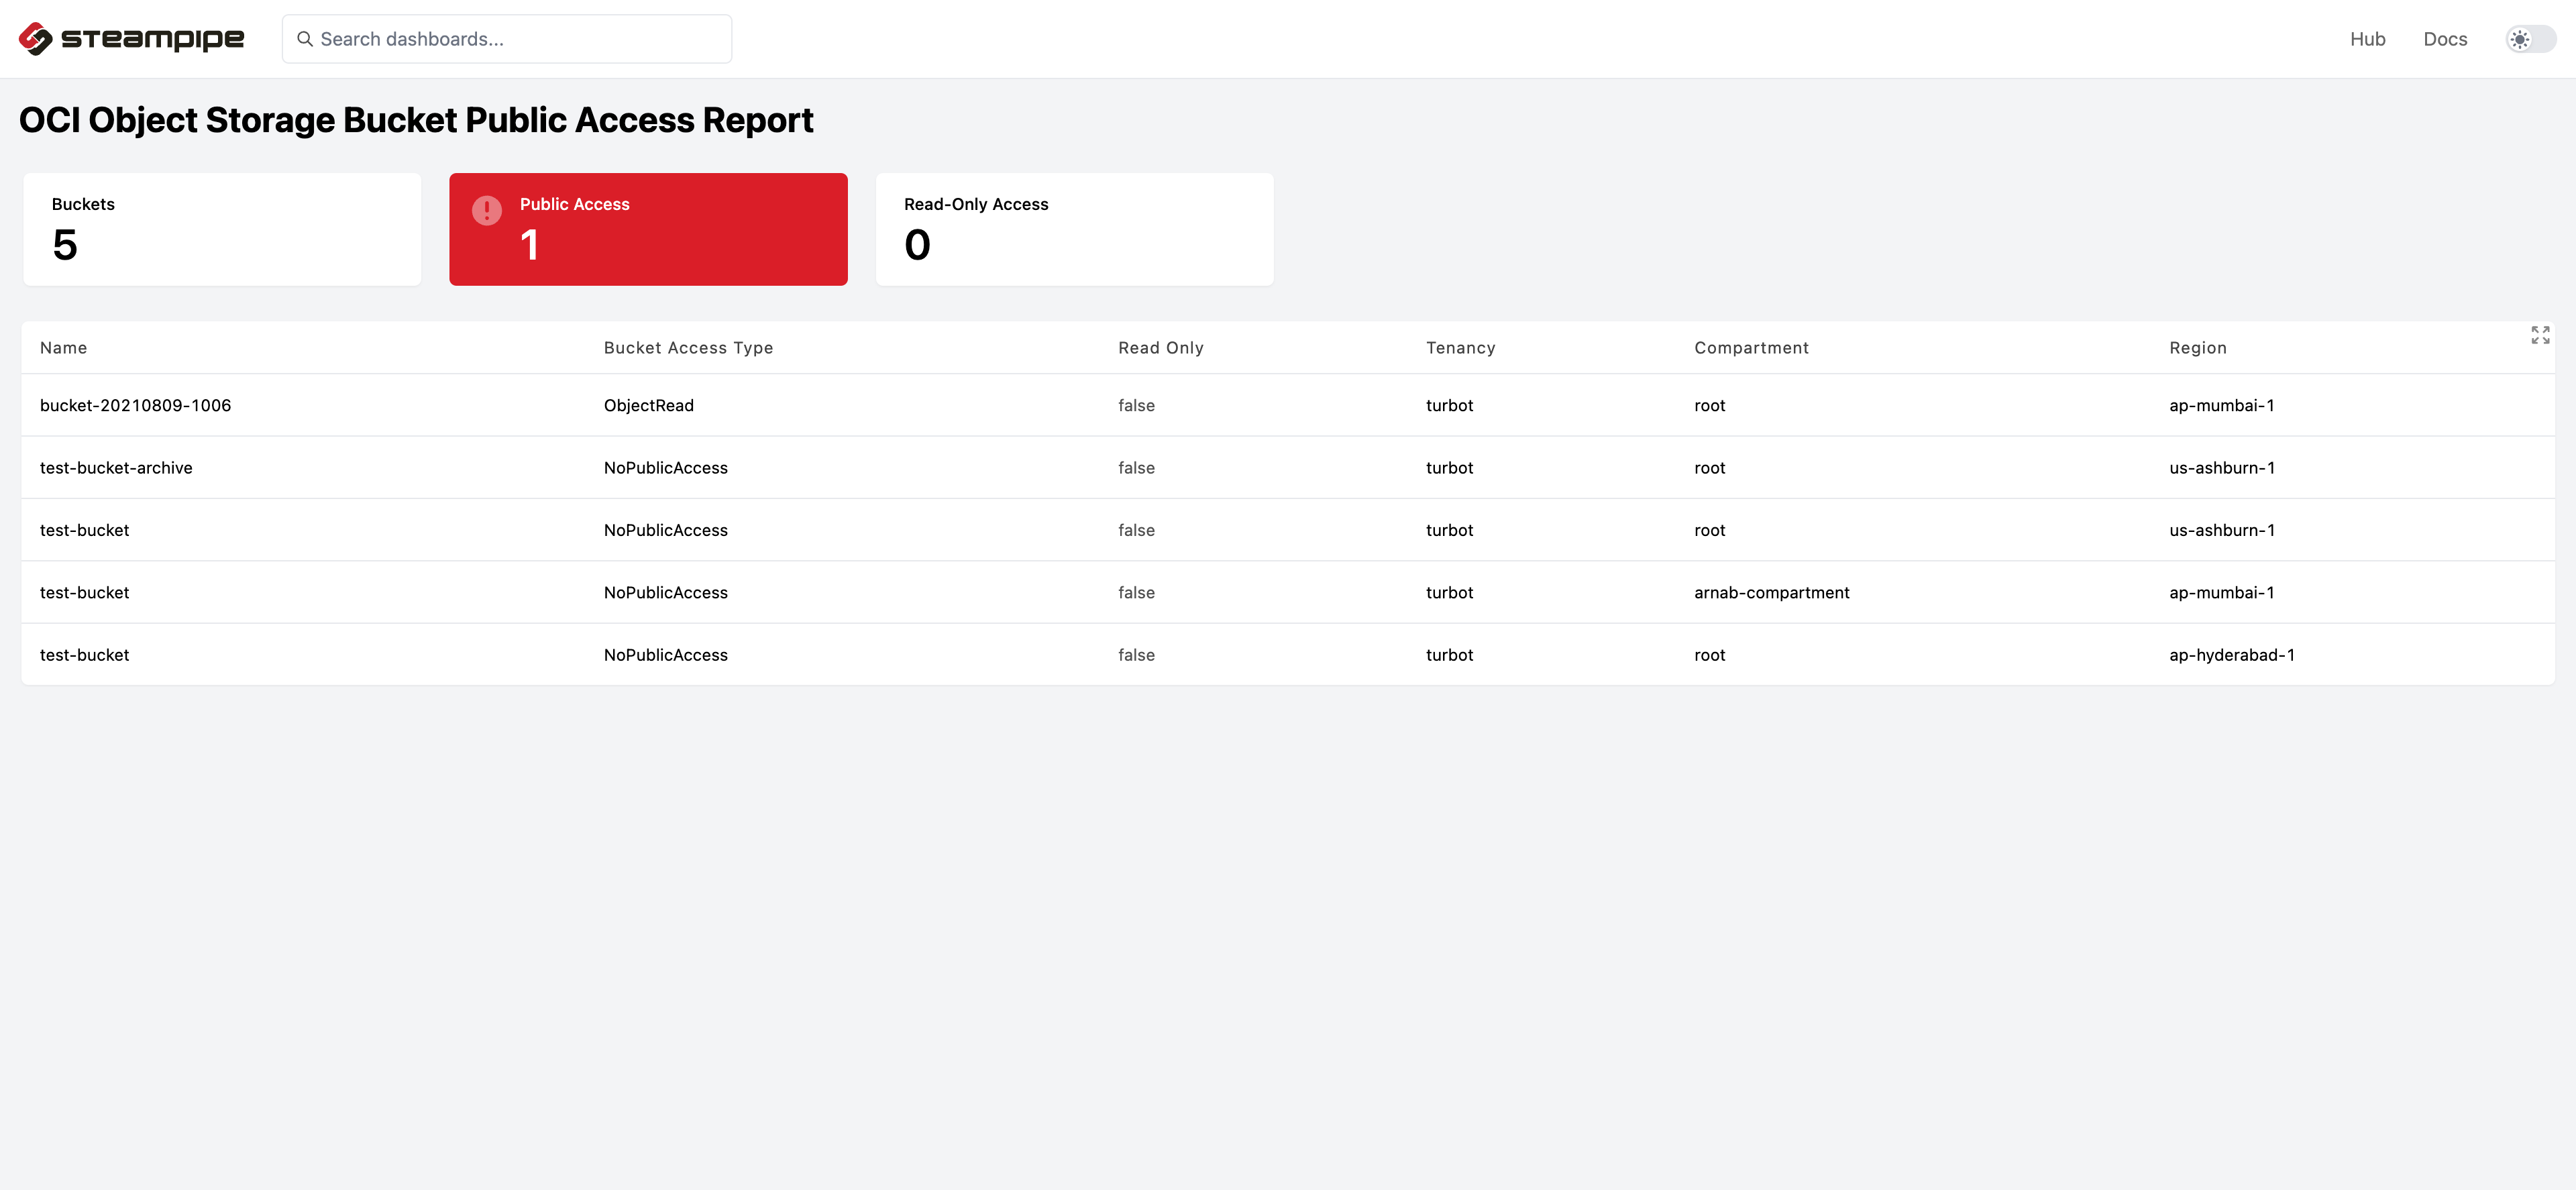 steampipe Search dashboards... Hub Docs
OCI Object Storage Bucket Public Access Report
Buckets
5
Public Access
1
Read-Only Access
0
Name Bucket Access Type Read Only Tenancy Compartment Region
bucket-20210809-1006 ObjectRead false turbot root ap-mumbai-1
test-bucket-archive NoPublicAccess false turbot root us-ashburn-1
test-bucket NoPublicAccess false turbot root us-ashburn-1
test-bucket NoPublicAccess false turbot arnab-compartment ap-mumbai-1
test-bucket NoPublicAccess false turbot root ap-hyderabad-1